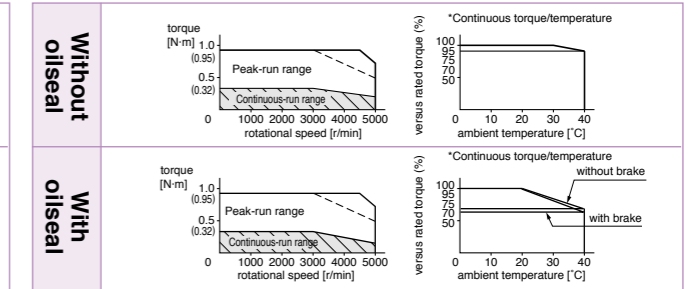 Without
oilseal
torque
[N·m]
1.0
(0.95)
0.5
(0.32)
Peak-run range
Continuous-run range
0 1000 2000 3000 4000 5000
rotational speed [r/min]
*Continuous torque/temperature
versus rated torque (%)
100
95
75
70
50
0 10 20 30 40
ambient temperature [˚C]
With
oilseal
torque
[N·m]
1.0
(0.95)
0.5
(0.32)
Peak-run range
Continuous-run range
0 1000 2000 3000 4000 5000
rotational speed [r/min]
*Continuous torque/temperature
without brake
versus rated torque (%)
100
95
75
70
50
with brake
0 10 20 30 40
ambient temperature [˚C]